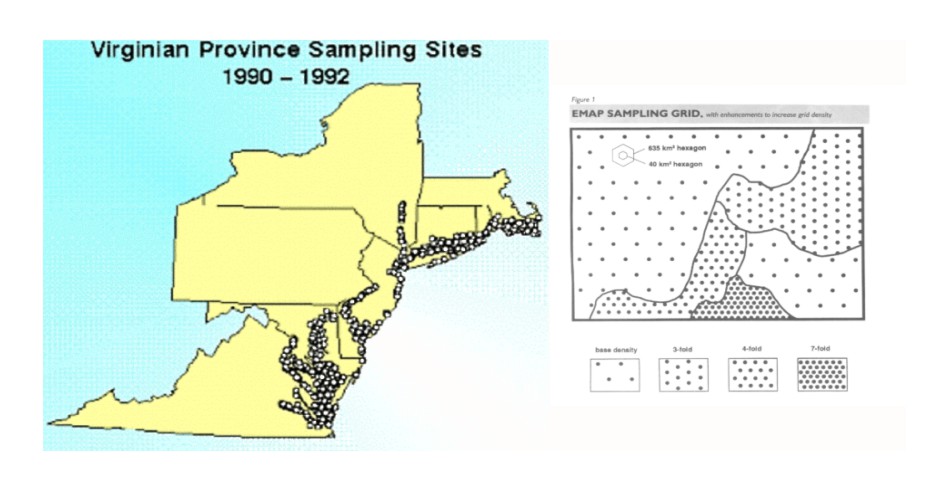 Virginian Province Sampling Sites
1990 – 1992
Figure 1
EMAP SAMPLING GRID, with enhancements to increase grid density
635 km² hexagon
40 km² hexagon
base density
3-fold
4-fold
7-fold